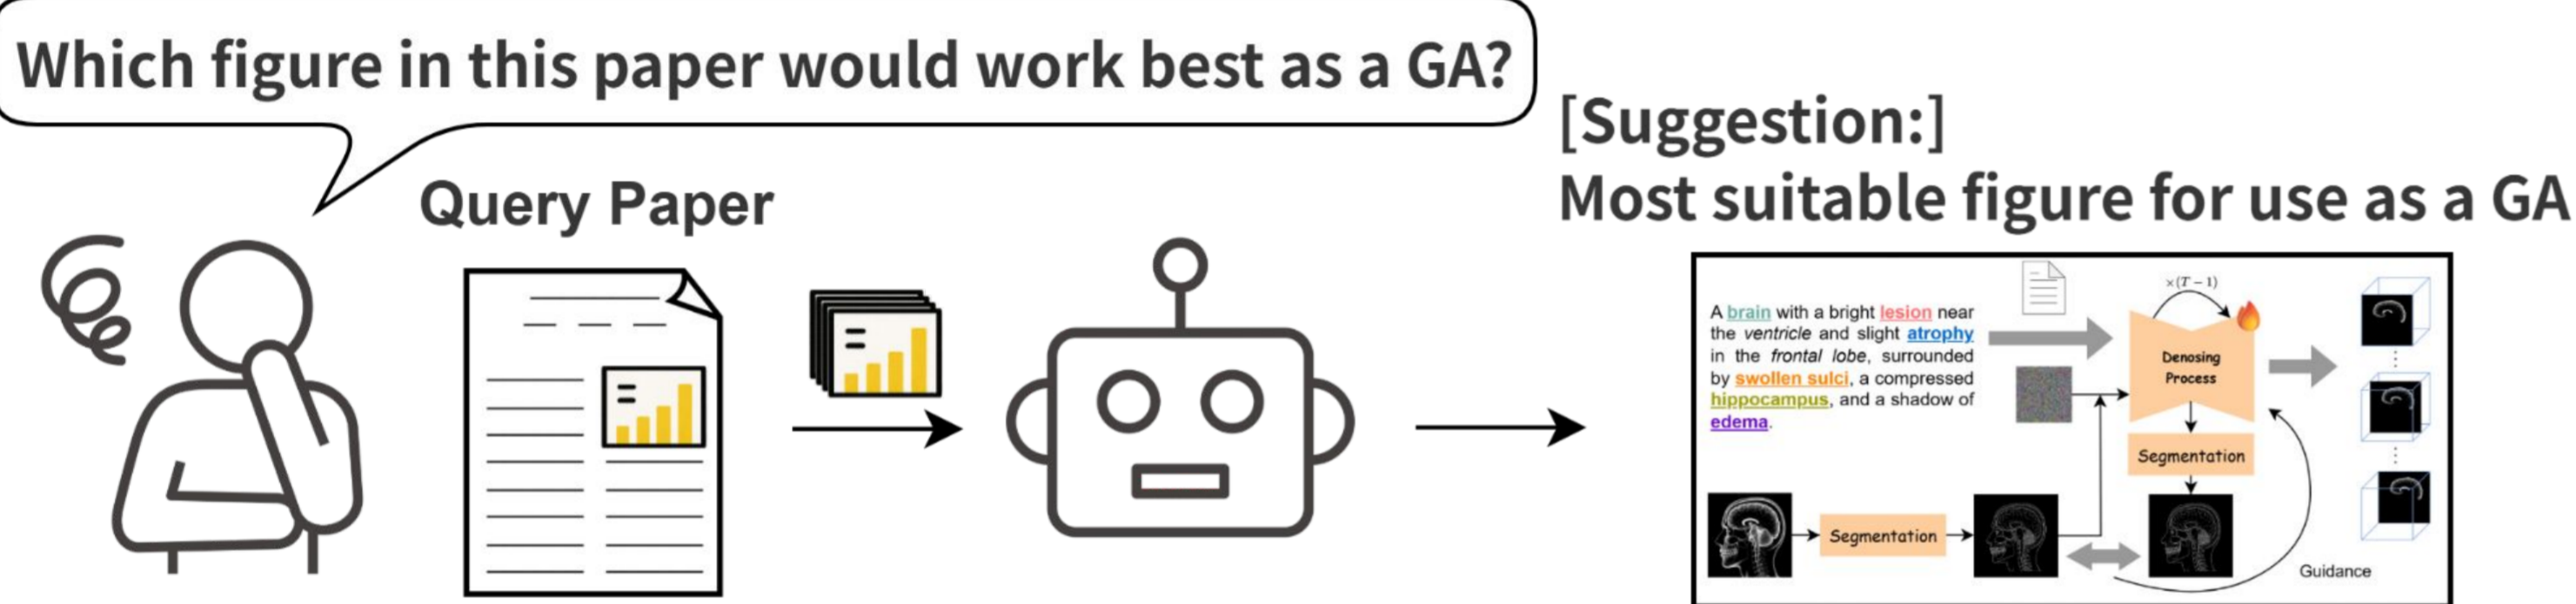 Which figure in this paper would work best as a GA?
[Suggestion:]
Most suitable figure for use as a GA
Query Paper
A brain with a bright lesion near
the ventricle and slight atrophy
in the frontal lobe, surrounded
by swollen sulci, a compressed
hippocampus, and a shadow of
edema.
×(T − 1)
Denosing
Process
Segmentation
Segmentation
Guidance